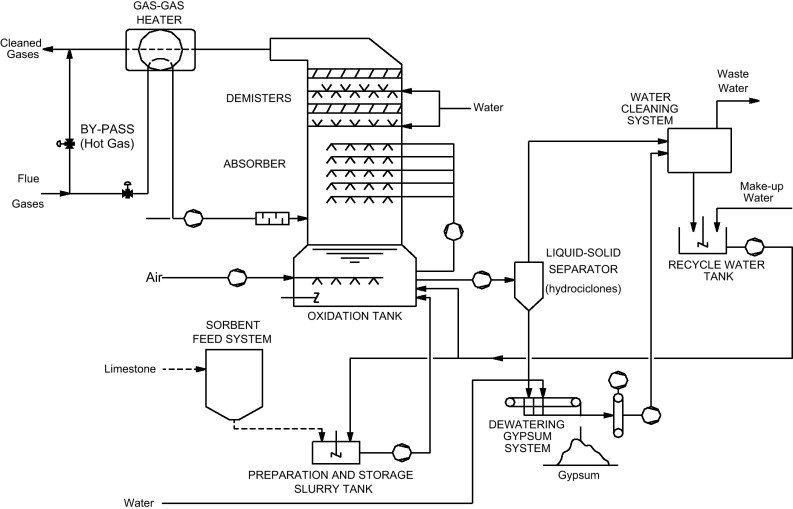 GAS-GAS
HEATER
Cleaned
Gases
BY-PASS
(Hot Gas)
Flue
Gases
DEMISTERS
Water
ABSORBER
WATER
CLEANING
SYSTEM
Waste
Water
Make-up
Water
RECYCLE WATER
TANK
LIQUID-SOLID
SEPARATOR
(hydrociclones)
Air
OXIDATION TANK
SORBENT
FEED SYSTEM
Limestone
PREPARATION AND STORAGE
SLURRY TANK
DEWATERING
GYPSUM
SYSTEM
Gypsum
Water